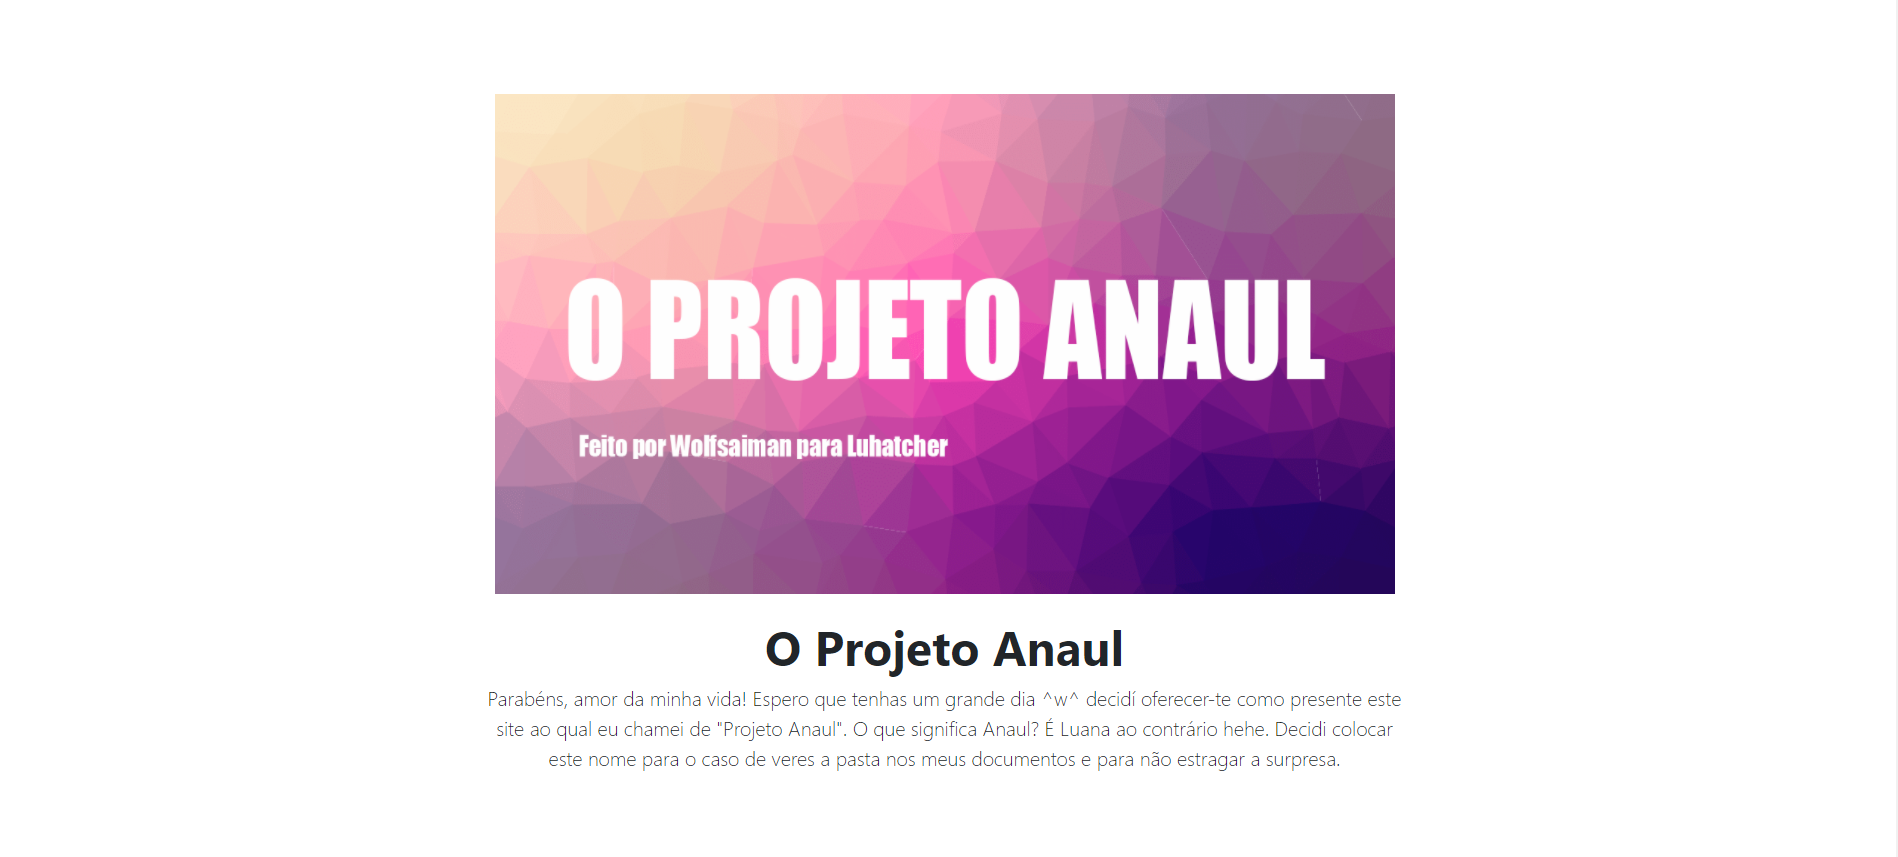 O PROJETO ANAUL
Feito por Wolfsaiman para Luhatcher
O Projeto Anaul
Parabéns, amor da minha vida! Espero que tenhas um grande dia ^w^ decidí oferecer-te como presente este
site ao qual eu chamei de "Projeto Anaul". O que significa Anaul? É Luana ao contrário hehe. Decidi colocar
este nome para o caso de veres a pasta nos meus documentos e para não estragar a surpresa.